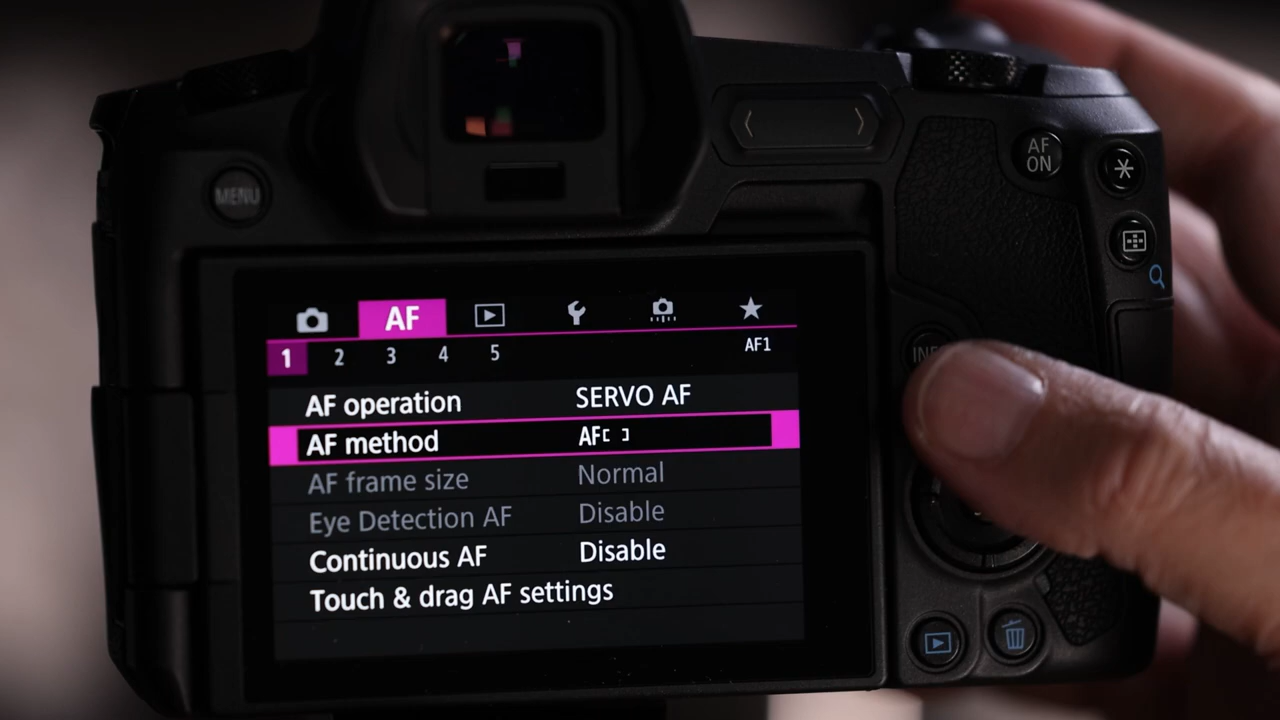 MENU
AF
ON
INFO
AF
1 2 3 4 5 AF1
AF operation SERVO AF
AF method AF[ ]
AF frame size Normal
Eye Detection AF Disable
Continuous AF Disable
Touch & drag AF settings